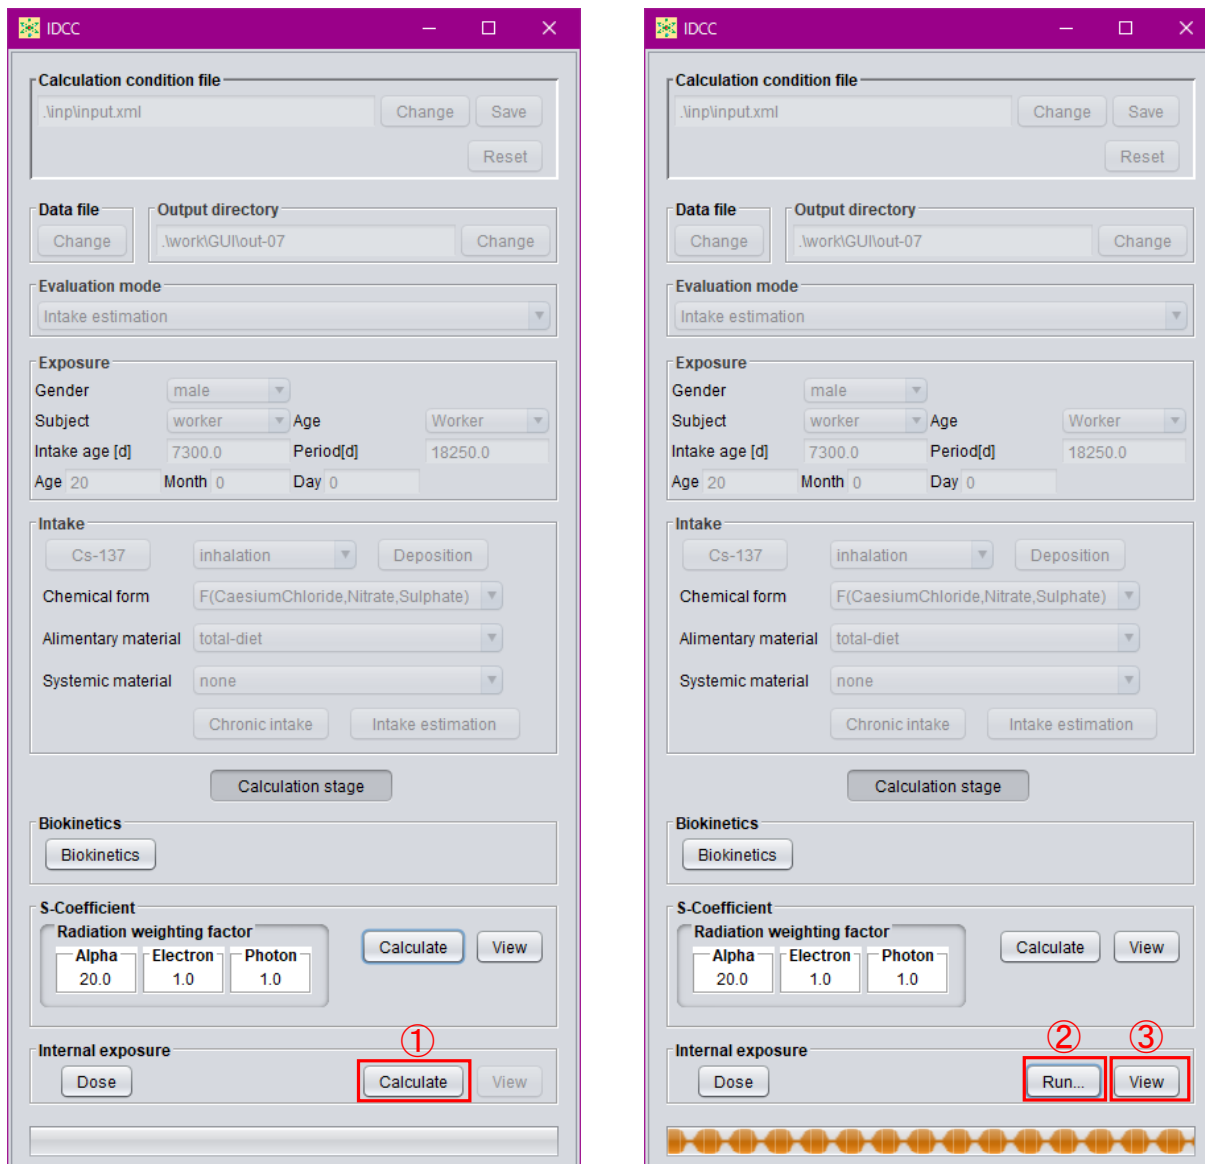 IDCC
Calculation condition file
.\inp\input.xml Change Save
Reset
Data file Output directory
Change .\work\GUI\out-07 Change
Evaluation mode
Intake estimation
Exposure
Gender male
Subject worker Age Worker
Intake age [d] 7300.0 Period[d] 18250.0
Age 20 Month 0 Day 0
Intake
Cs-137 inhalation Deposition
Chemical form F(CaesiumChloride,Nitrate,Sulphate)
Alimentary material total-diet
Systemic material none
Chronic intake Intake estimation
Calculation stage
Biokinetics
Biokinetics
S-Coefficient
Radiation weighting factor
Alpha Electron Photon Calculate View
20.0 1.0 1.0
①
Internal exposure
Dose Calculate View
IDCC
Calculation condition file
.\inp\input.xml Change Save
Reset
Data file Output directory
Change .\work\GUI\out-07 Change
Evaluation mode
Intake estimation
Exposure
Gender male
Subject worker Age Worker
Intake age [d] 7300.0 Period[d] 18250.0
Age 20 Month 0 Day 0
Intake
Cs-137 inhalation Deposition
Chemical form F(CaesiumChloride,Nitrate,Sulphate)
Alimentary material total-diet
Systemic material none
Chronic intake Intake estimation
Calculation stage
Biokinetics
Biokinetics
S-Coefficient
Radiation weighting factor
Alpha Electron Photon Calculate View
20.0 1.0 1.0
② ③
Internal exposure
Dose Run... View